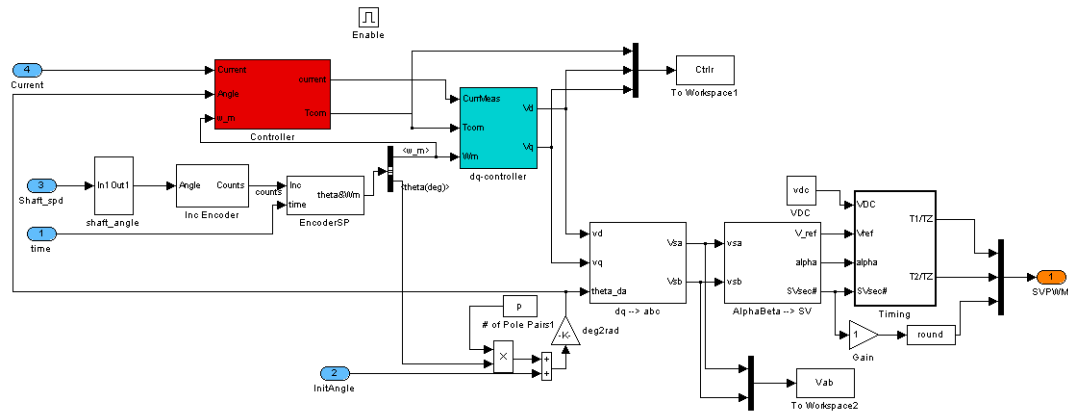 Enable
4
Current
Current
Angle
w_m
current
Tcom
Controller
CurrMeas
Tcom
Wm
Vd
Vq
dq-controller
Ctrlr
To Workspace1
<w_m>
<theta(deg)>
3
Shaft_spd
In1 Out1
shaft_angle
Angle
Counts
Inc Encoder
counts
Inc
time
theta&Wm
EncoderSP
1
time
vdc
VDC
vd
vq
theta_da
Vsa
Vsb
dq --> abc
vsa
vsb
V_ref
alpha
SVsec#
AlphaBeta --> SV
VDC
Vref
alpha
SVsec#
T1/TZ
T2/TZ
Timing
1
SVPWM
p
# of Pole Pairs1
-K-
deg2rad
×
+
+
2
InitAngle
1
Gain
round
Vab
To Workspace2